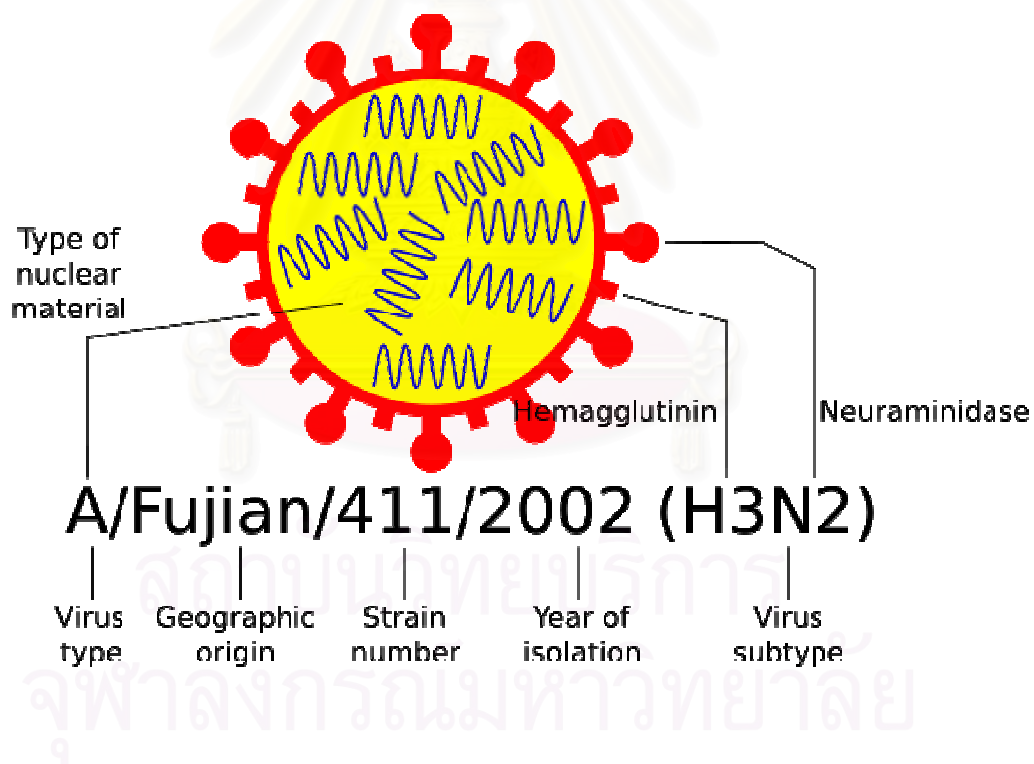 Type of
nuclear
material
Hemagglutinin
Neuraminidase
A/Fujian/411/2002 (H3N2)
Virus
type
Geographic
origin
Strain
number
Year of
isolation
Virus
subtype
สถาบันวิทยบริการ
จุฬาลงกรณ์มหาวิทยาลัย